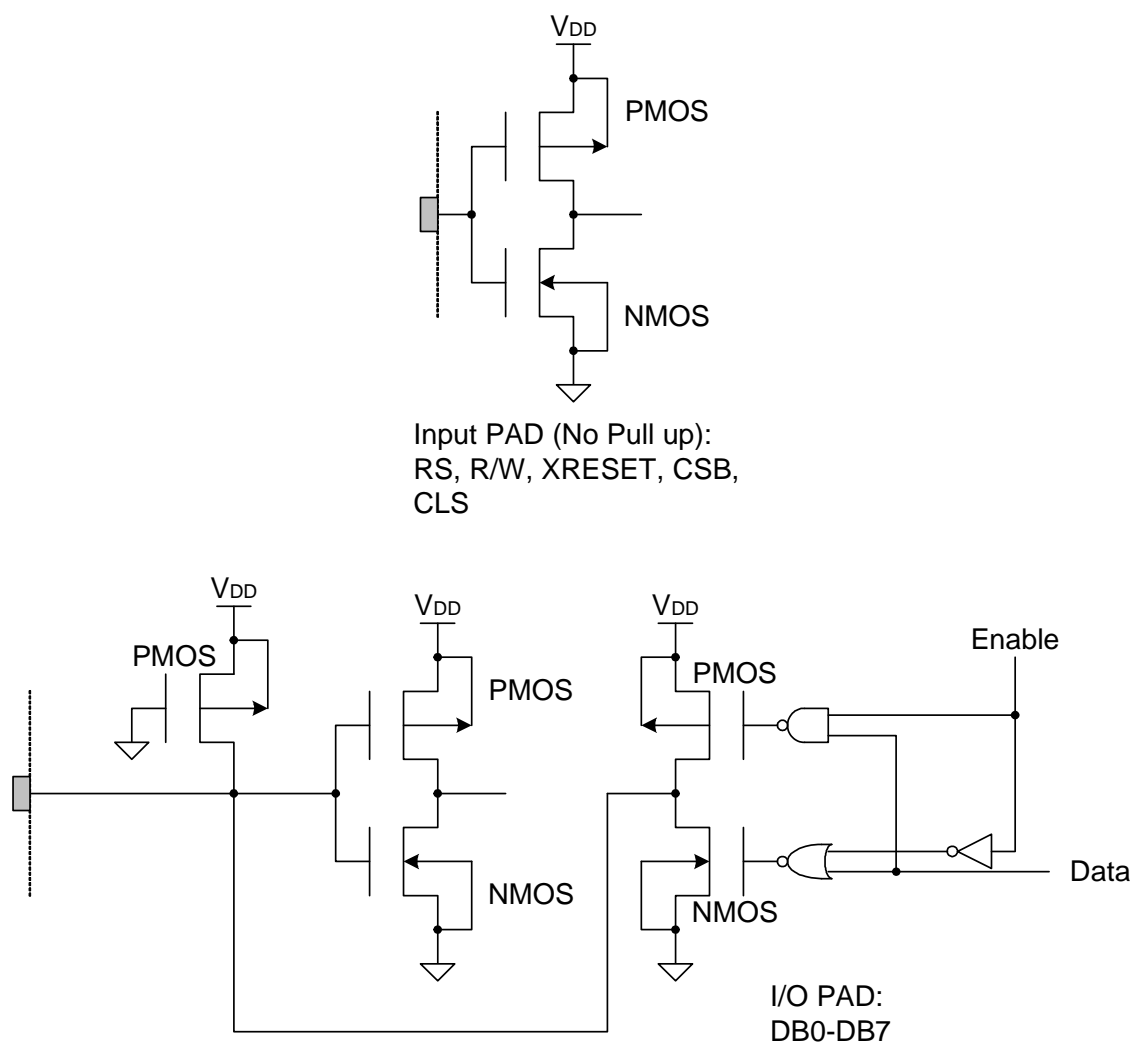 VDD
PMOS
NMOS
Input PAD (No Pull up):
RS, R/W, XRESET, CSB,
CLS
VDD
PMOS
VDD
PMOS
NMOS
VDD
PMOS
NMOS
Enable
Data
I/O PAD:
DB0-DB7